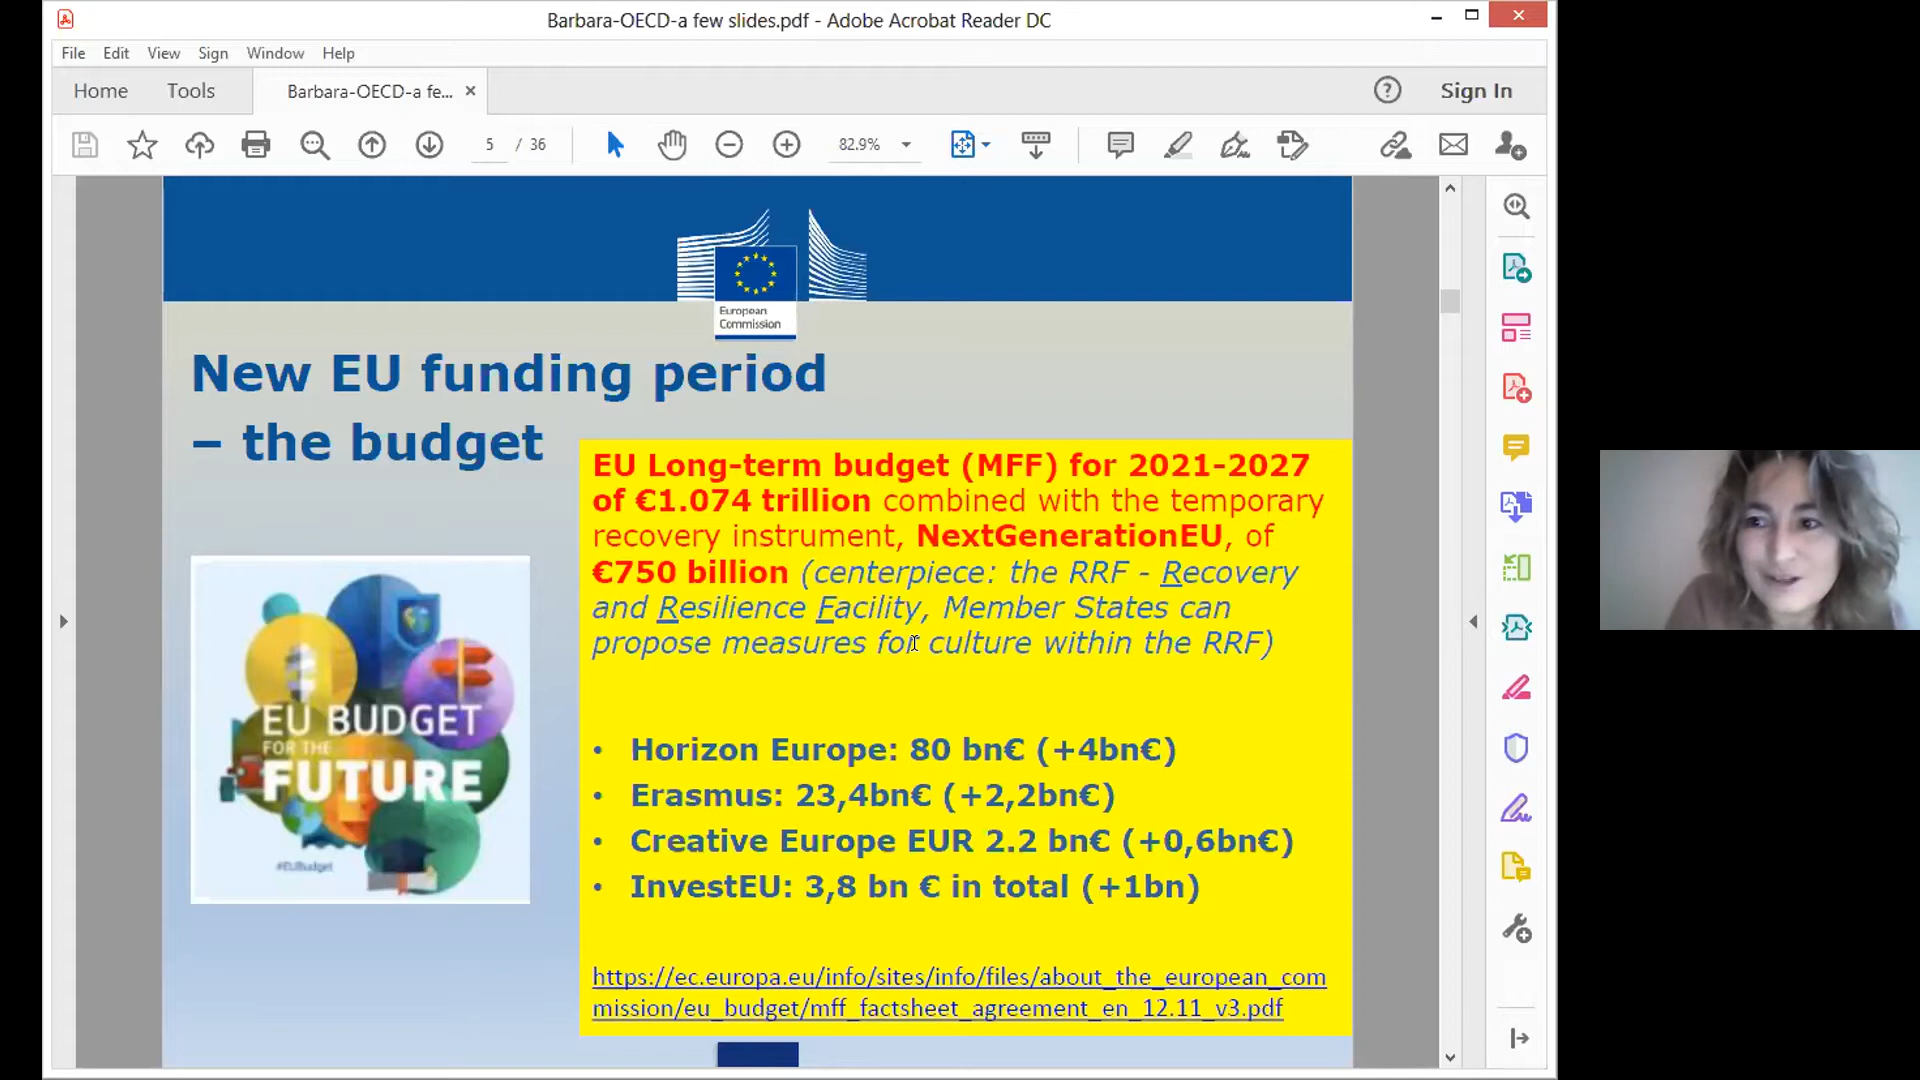 Barbara-OECD-a few slides.pdf - Adobe Acrobat Reader DC
File Edit View Sign Window Help
Home Tools Barbara-OECD-a fe... Sign In
5 / 36 82.9%
European
Commission
New EU funding period
– the budget
EU Long-term budget (MFF) for 2021-2027
of €1.074 trillion combined with the temporary
recovery instrument, NextGenerationEU, of
€750 billion (centerpiece: the RRF - Recovery
and Resilience Facility, Member States can
propose measures for culture within the RRF)
EU BUDGET
FOR THE
FUTURE
#EUBudget
• Horizon Europe: 80 bn€ (+4bn€)
• Erasmus: 23,4bn€ (+2,2bn€)
• Creative Europe EUR 2.2 bn€ (+0,6bn€)
• InvestEU: 3,8 bn € in total (+1bn)
https://ec.europa.eu/info/sites/info/files/about_the_european_com
mission/eu_budget/mff_factsheet_agreement_en_12.11_v3.pdf